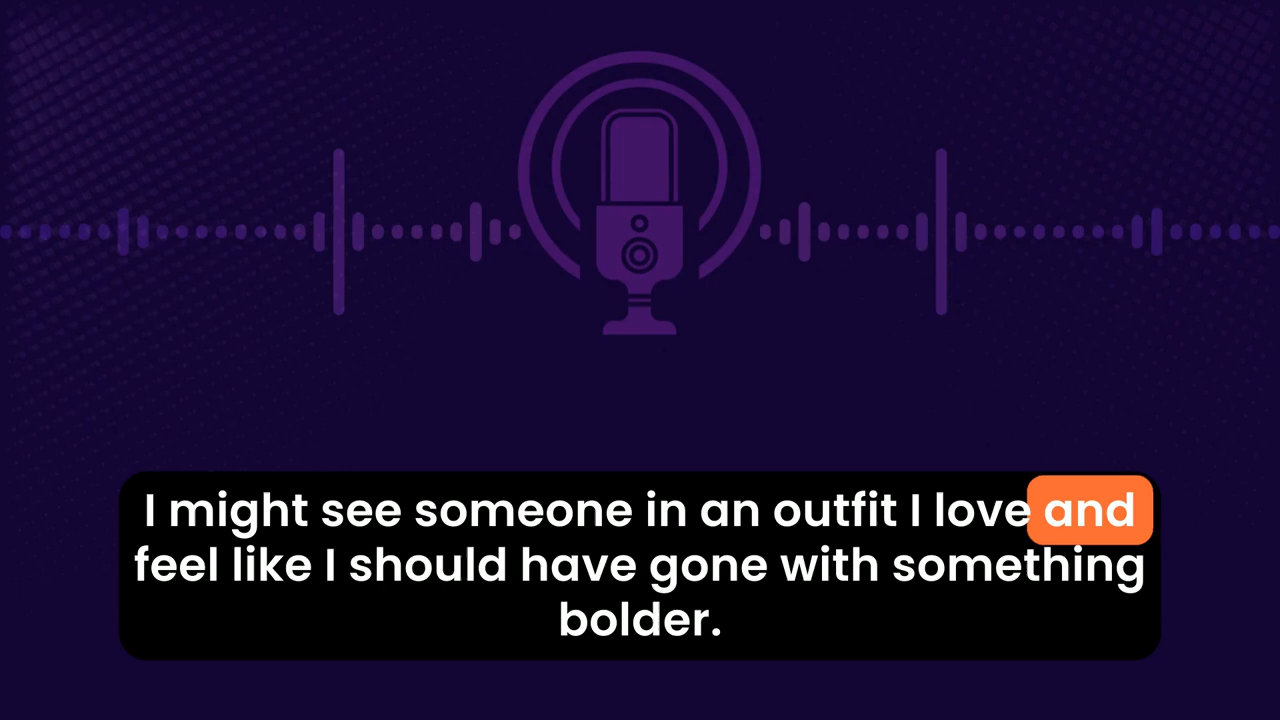 I might see someone in an outfit I love and
feel like I should have gone with something
bolder.